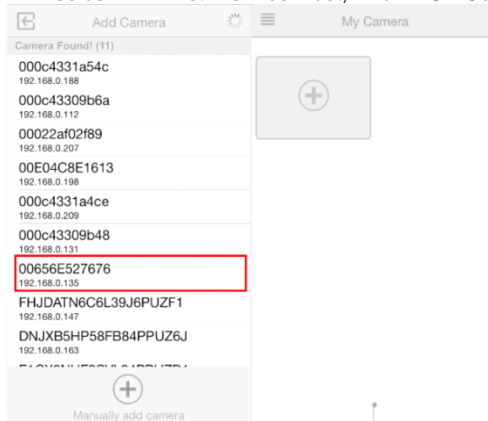 Add Camera
Camera Found! (11)
000c4331a54c
192.168.0.188
000c43309b6a
192.168.0.112
00022af02f89
192.168.0.207
00E04C8E1613
192.168.0.198
000c4331a4ce
192.168.0.209
000c43309b48
192.168.0.131
00656E527676
192.168.0.135
FHJDATN6C6L39J6PUZF1
192.168.0.147
DNJXB5HP58FB84PPUZ6J
192.168.0.163
Manually add camera
My Camera